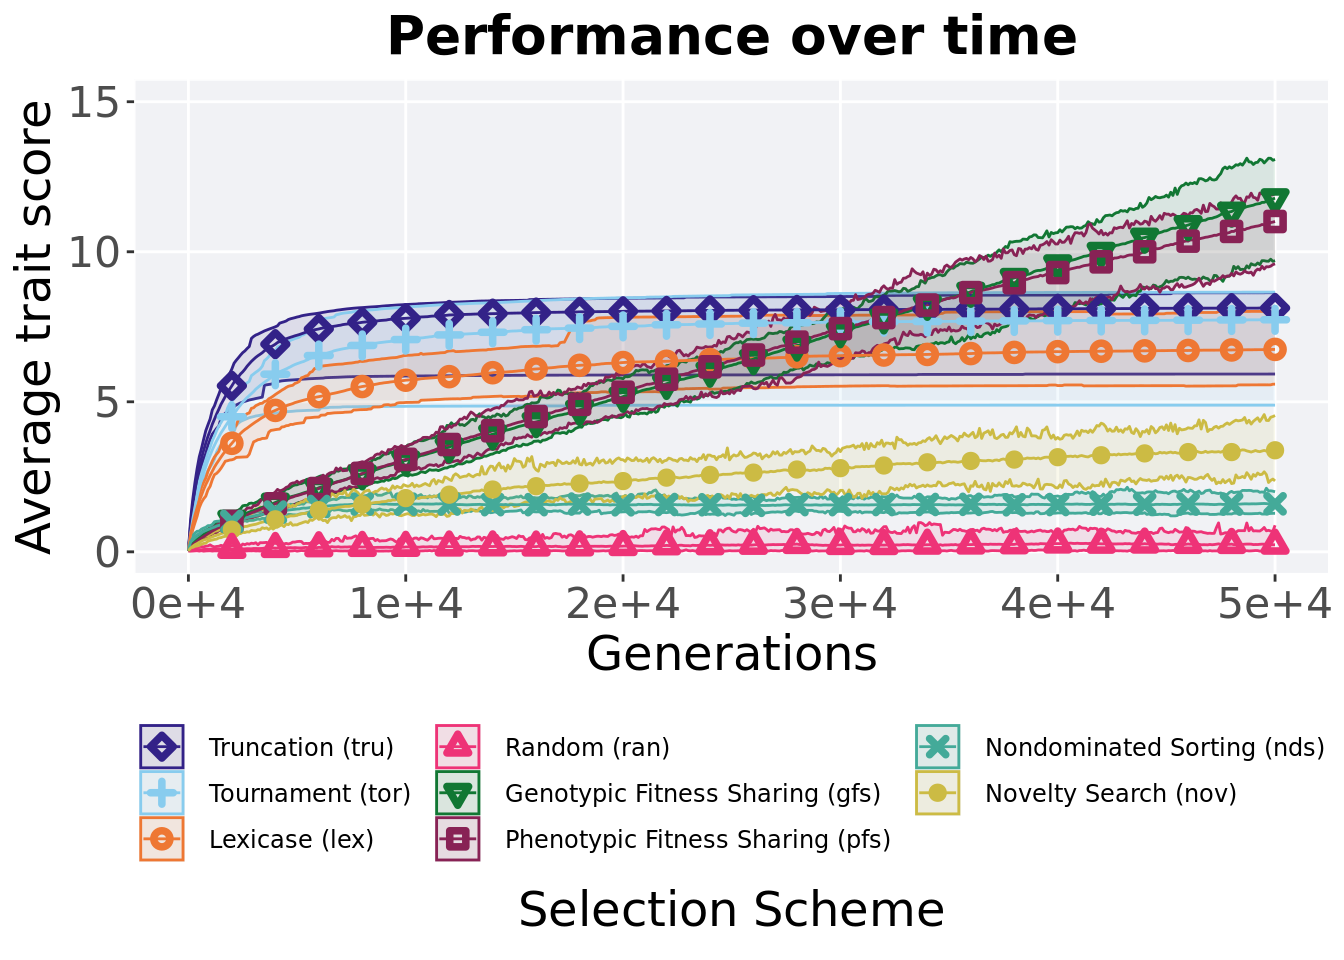 Performance over time
Average trait score
15
10
5
0
0e+4 1e+4 2e+4 3e+4 4e+4 5e+4
Generations
Truncation (tru)
Tournament (tor)
Lexicase (lex)
Random (ran)
Genotypic Fitness Sharing (gfs)
Phenotypic Fitness Sharing (pfs)
Nondominated Sorting (nds)
Novelty Search (nov)
Selection Scheme